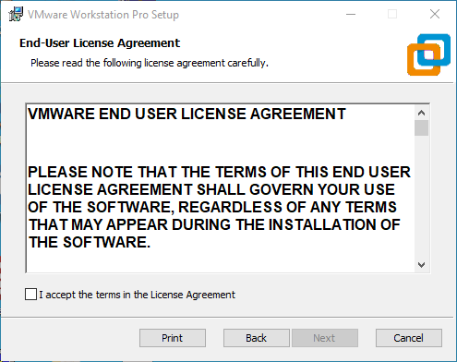 VMware Workstation Pro Setup
End-User License Agreement
Please read the following license agreement carefully.
VMWARE END USER LICENSE AGREEMENT
PLEASE NOTE THAT THE TERMS OF THIS END USER
LICENSE AGREEMENT SHALL GOVERN YOUR USE
OF THE SOFTWARE, REGARDLESS OF ANY TERMS
THAT MAY APPEAR DURING THE INSTALLATION OF
THE SOFTWARE.
I accept the terms in the License Agreement
Print Back Next Cancel